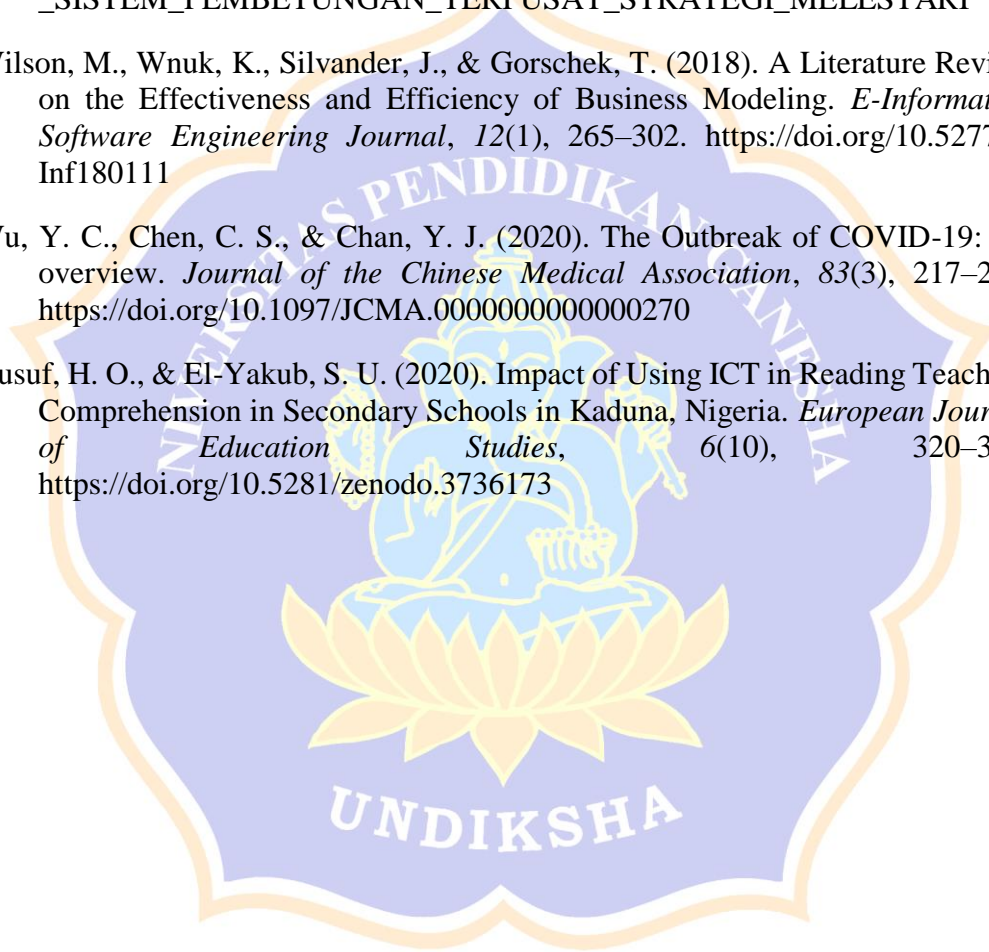 _SISTEM_PEMBETUNGAN_TERPUSAT_STRATEGI_MELESTARI
ilson, M., Wnuk, K., Silvander, J., & Gorschek, T. (2018). A Literature Revi
on the Effectiveness and Efficiency of Business Modeling. E-Informat
Software Engineering Journal, 12(1), 265–302. https://doi.org/10.5277
Inf180111
u, Y. C., Chen, C. S., & Chan, Y. J. (2020). The Outbreak of COVID-19:
overview. Journal of the Chinese Medical Association, 83(3), 217–2
https://doi.org/10.1097/JCMA.0000000000000270
usuf, H. O., & El-Yakub, S. U. (2020). Impact of Using ICT in Reading Teach
Comprehension in Secondary Schools in Kaduna, Nigeria. European Jour
of Education Studies, 6(10), 320–3
https://doi.org/10.5281/zenodo.3736173
NIVERSITAS PENDIDIKAN GANESHA
UNDIKSHA